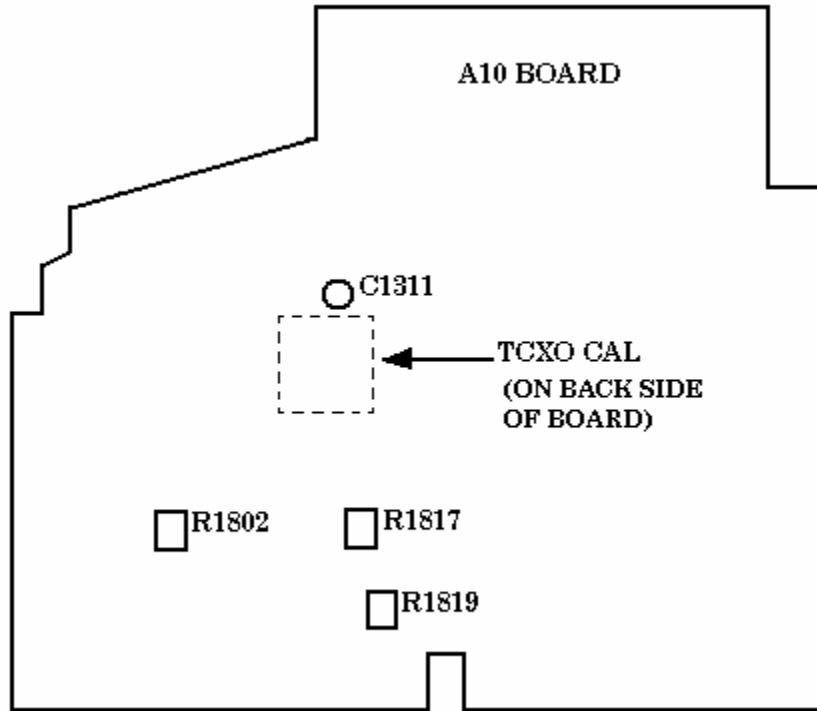 A10 BOARD
C1311
TCXO CAL
(ON BACK SIDE
OF BOARD)
R1802
R1817
R1819